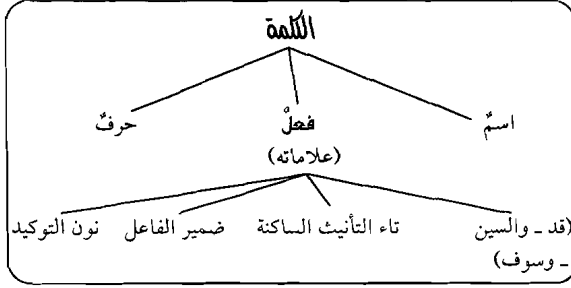 الكلمة
اسمٌ فعلٌ حرفٌ
(علاماته)
(قد - والسين تاء التأنيث الساكنة ضمير الفاعل نون التوكيد
- وسوف)